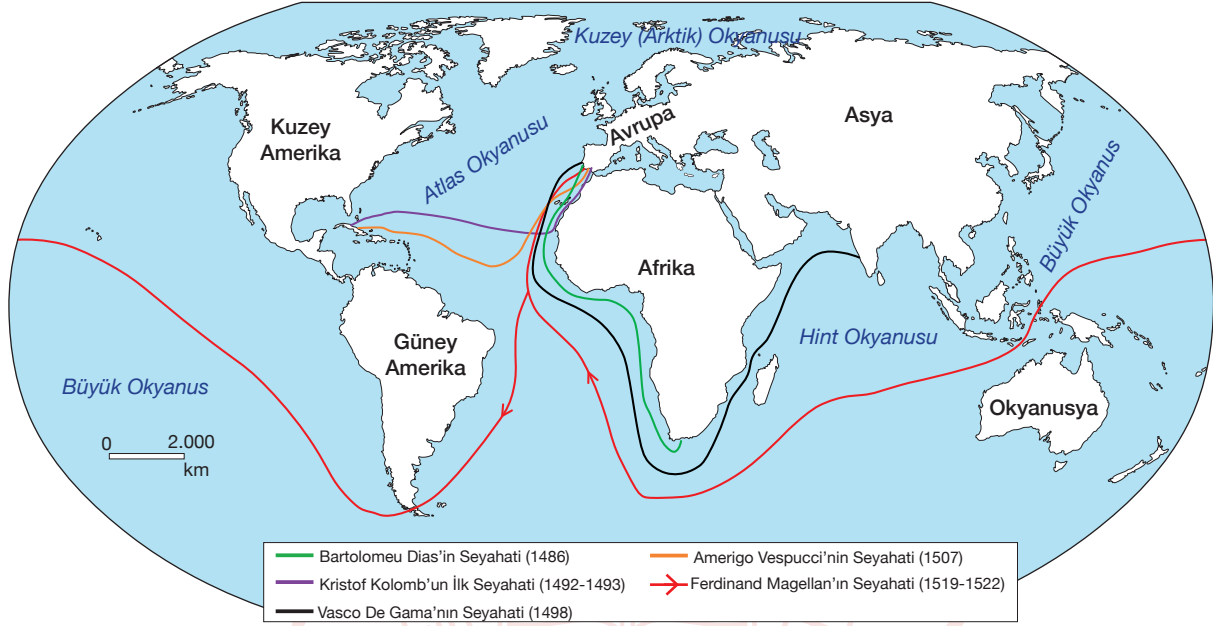 Kuzey (Arktik) Okyanusu
Kuzey
Amerika
Atlas Okyanusu
Avrupa
Asya
Büyük Okyanus
Afrika
Güney
Amerika
Hint Okyanusu
Büyük Okyanus
Okyanusya
0 2.000
km
Bartolomeu Dias'in Seyahati (1486)
Kristof Kolomb'un İlk Seyahati (1492-1493)
Vasco De Gama'nın Seyahati (1498)
Amerigo Vespucci'nin Seyahati (1507)
Ferdinand Magellan'ın Seyahati (1519-1522)